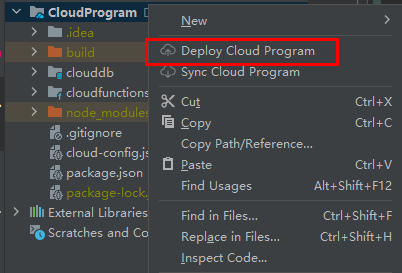 CloudProgram
New
.idea
Deploy Cloud Program
build
Sync Cloud Program
clouddb
cloudfunctions
Cut Ctrl+X
node_modules
Copy Ctrl+C
.gitignore
Copy Path/Reference...
cloud-config.js
Paste Ctrl+V
package.json
Find Usages Alt+Shift+F12
package-lock.
External Libraries
Find in Files... Ctrl+Shift+F
Scratches and Co
Replace in Files... Ctrl+Shift+H
Inspect Code...